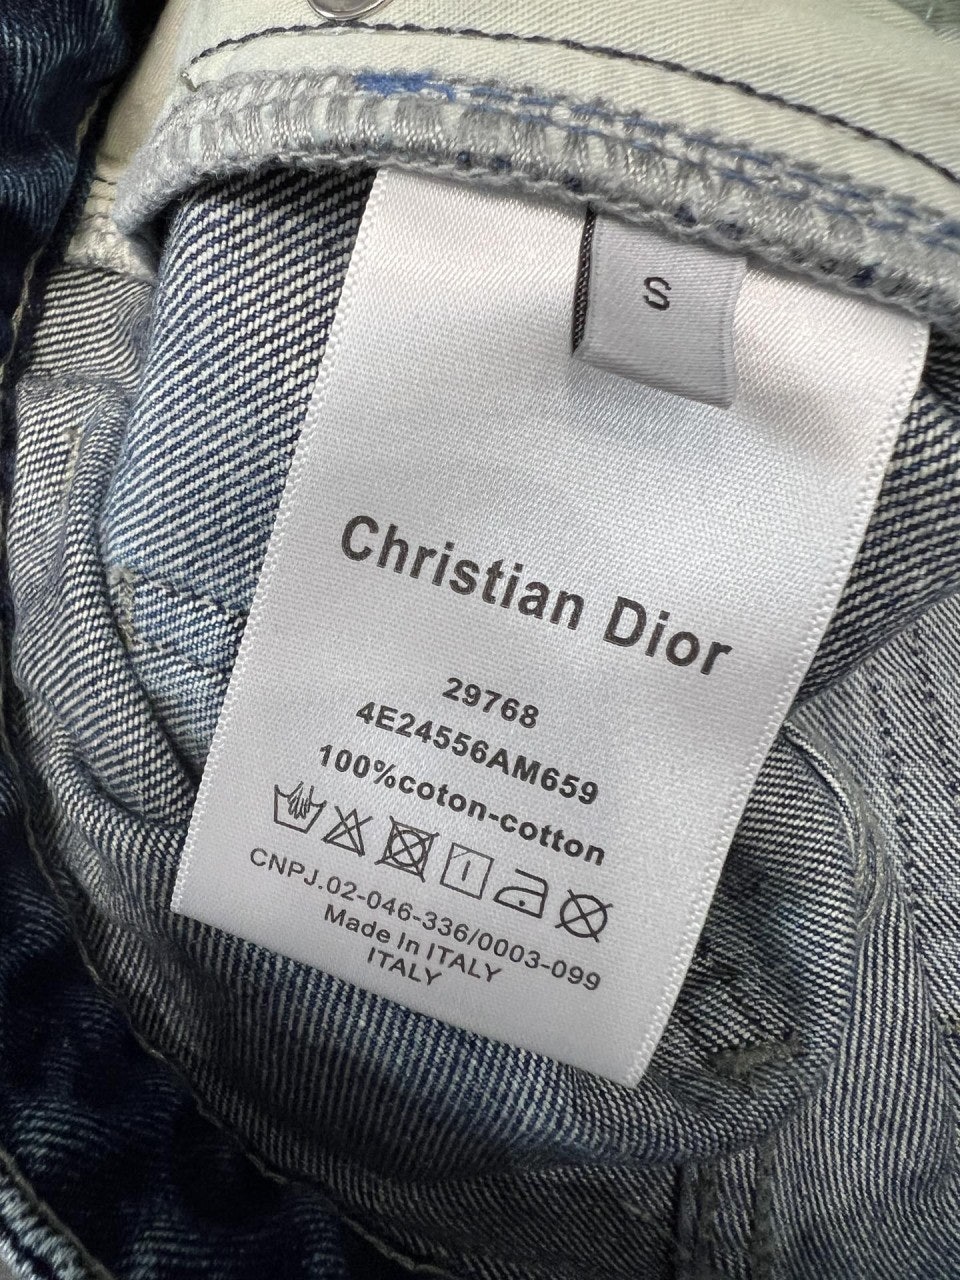 S
Christian Dior
29768
4E24556AM659
100%coton-cotton
CNPJ.02-046-336/0003-099
Made In ITALY
ITALY